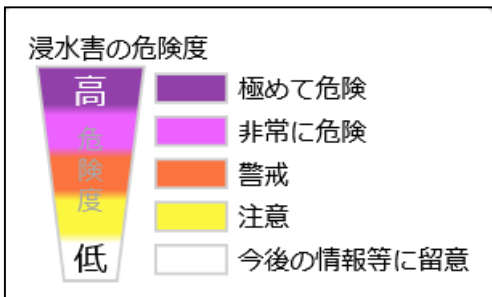 浸水害の危険度
高
危険度
低
極めて危険
非常に危険
警戒
注意
今後の情報等に留意